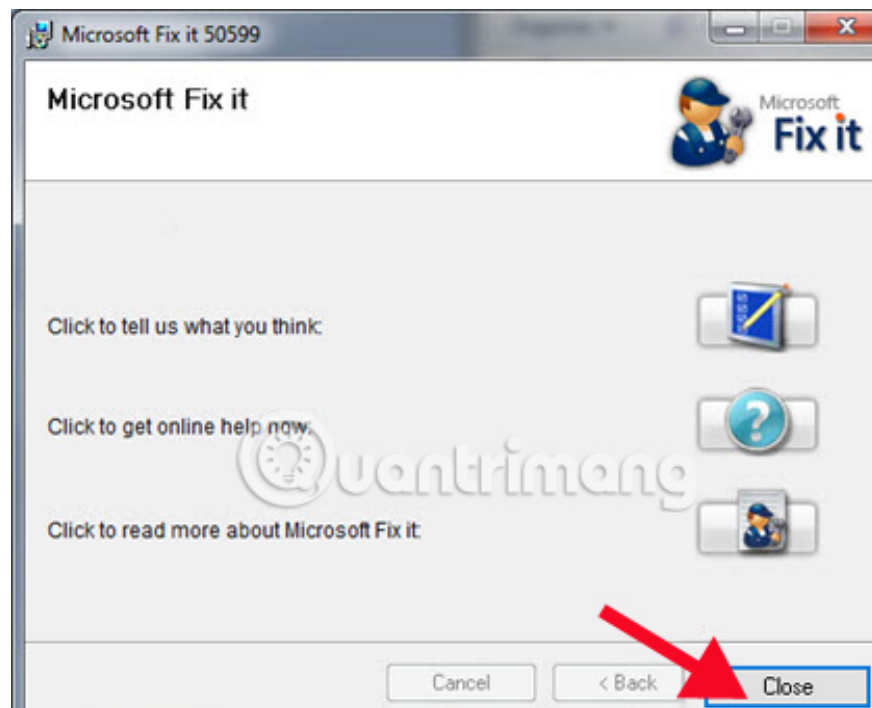 Microsoft Fix it 50599
Microsoft Fix it
Microsoft
Fix it
Click to tell us what you think:
Click to get online help now:
Quantrimang
Click to read more about Microsoft Fix it:
Cancel
< Back
Close